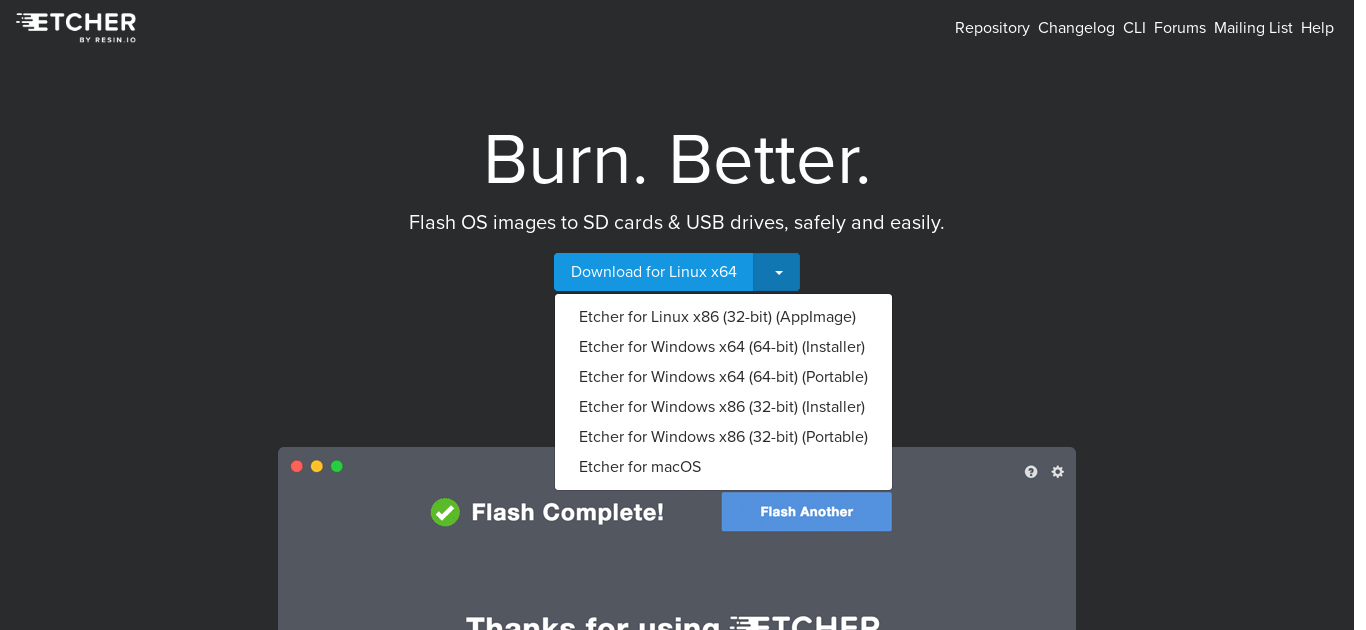 ETCHER
BY RESIN.IO
Repository Changelog CLI Forums Mailing List Help
Burn. Better.
Flash OS images to SD cards & USB drives, safely and easily.
Download for Linux x64
Etcher for Linux x86 (32-bit) (AppImage)
Etcher for Windows x64 (64-bit) (Installer)
Etcher for Windows x64 (64-bit) (Portable)
Etcher for Windows x86 (32-bit) (Installer)
Etcher for Windows x86 (32-bit) (Portable)
Etcher for macOS
Flash Complete!
Flash Another
Thanks for using ETCHER